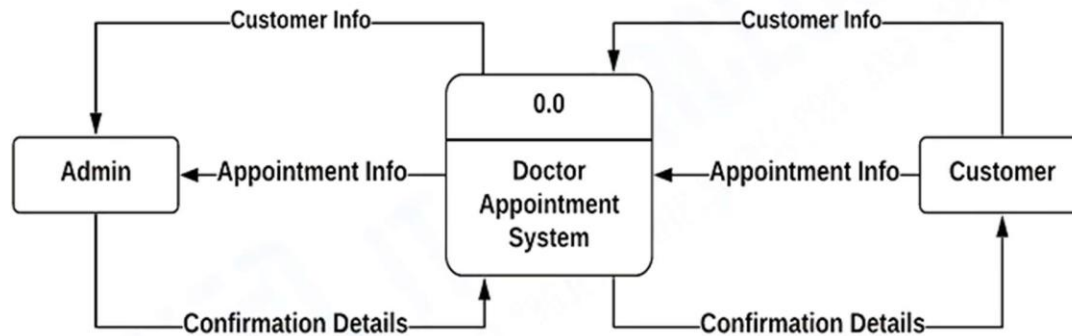 Customer Info
Customer Info
0.0
Admin
Appointment Info
Doctor
Appointment
System
Appointment Info
Customer
Confirmation Details
Confirmation Details